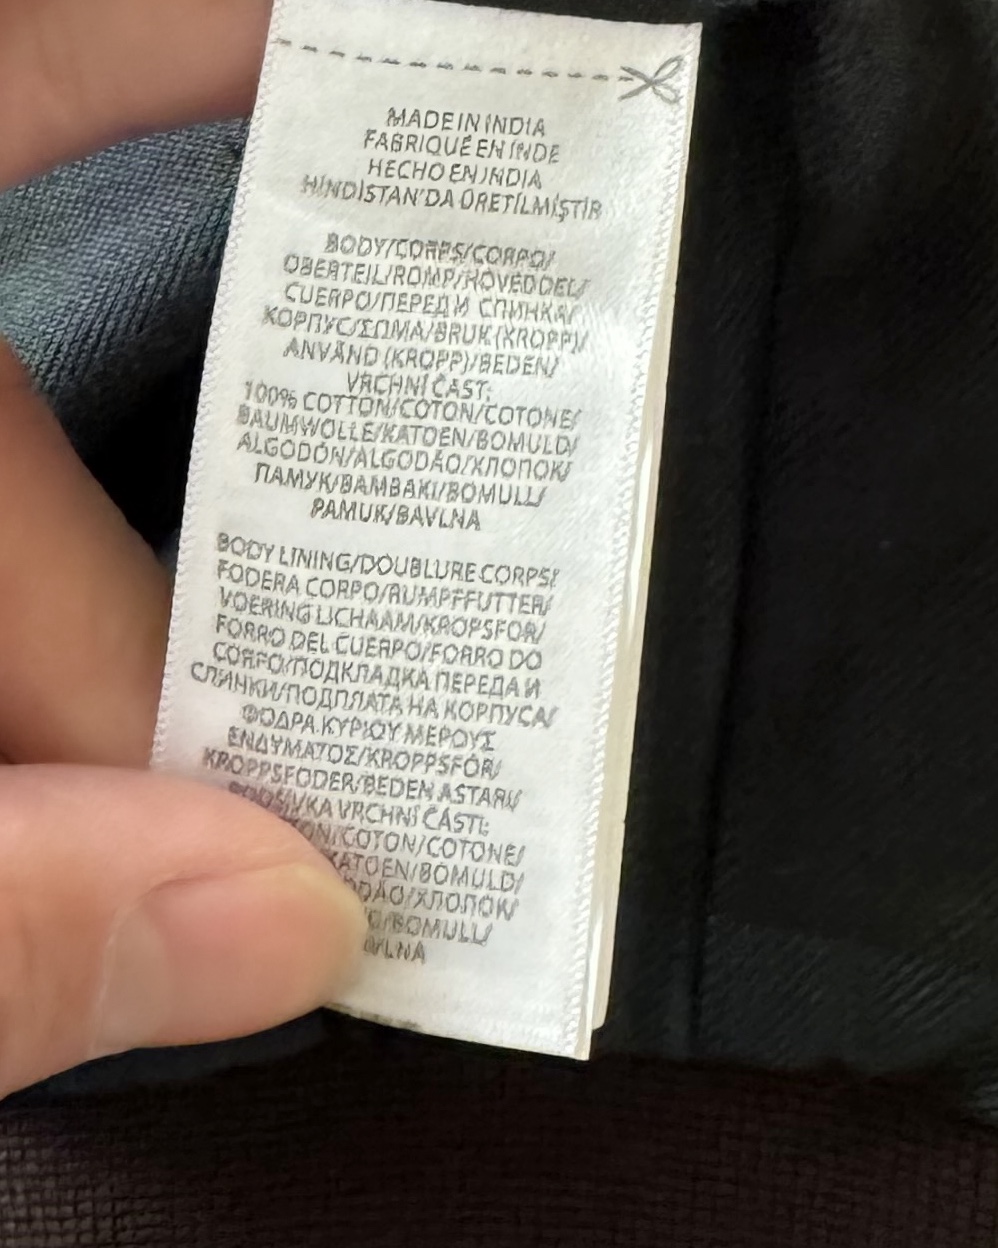 MADE IN INDIA
FABRIQUÉ EN INDE
HECHO EN INDIA
HİNDİSTAN'DA ÜRETİLMİŞTİR
BODY/CORPS/CORPO/
OBERTEIL/ROMP/HOVEDDEL/
CUERPO/ПЕРЕД И СПИНКА/
КОРПУС/ΣΩΜΑ/BRUK (KROPP)/
ANVÄND (KROPP)/BEDEN/
VRCHNÍ ČÁST:
100% COTTON/COTON/COTONE/
BAUMWOLLE/KATOEN/BOMULD/
ALGODÓN/ALGODÃO/ХЛОПОК/
ПАМУК/ΒΑΜΒΑΚΙ/BOMULL/
PAMUK/BAVLNA
BODY LINING/DOUBLURE CORPS/
FODERA CORPO/RUMPFFUTTER/
VOERING LICHAAM/KROPSFOR/
FORRO DEL CUERPO/FORRO DO
CORFO/ПОДКЛАДКА ПЕРЕДА И
СПИНКИ/ПОДПЛАТА НА КОРПУСА/
ΦΟΔΡΑ ΚΥΡΙΟΥ ΜΕΡΟΥΣ
ΕΝΔΥΜΑΤΟΣ/KROPPSFÔR/
KROPPSFODER/BEDEN ASTARI/
VRCHNÍ ČÁSTI:
/COTON/COTONE/
KATOEN/BOMULD/
/ХЛОПОК/
/BOMULL/